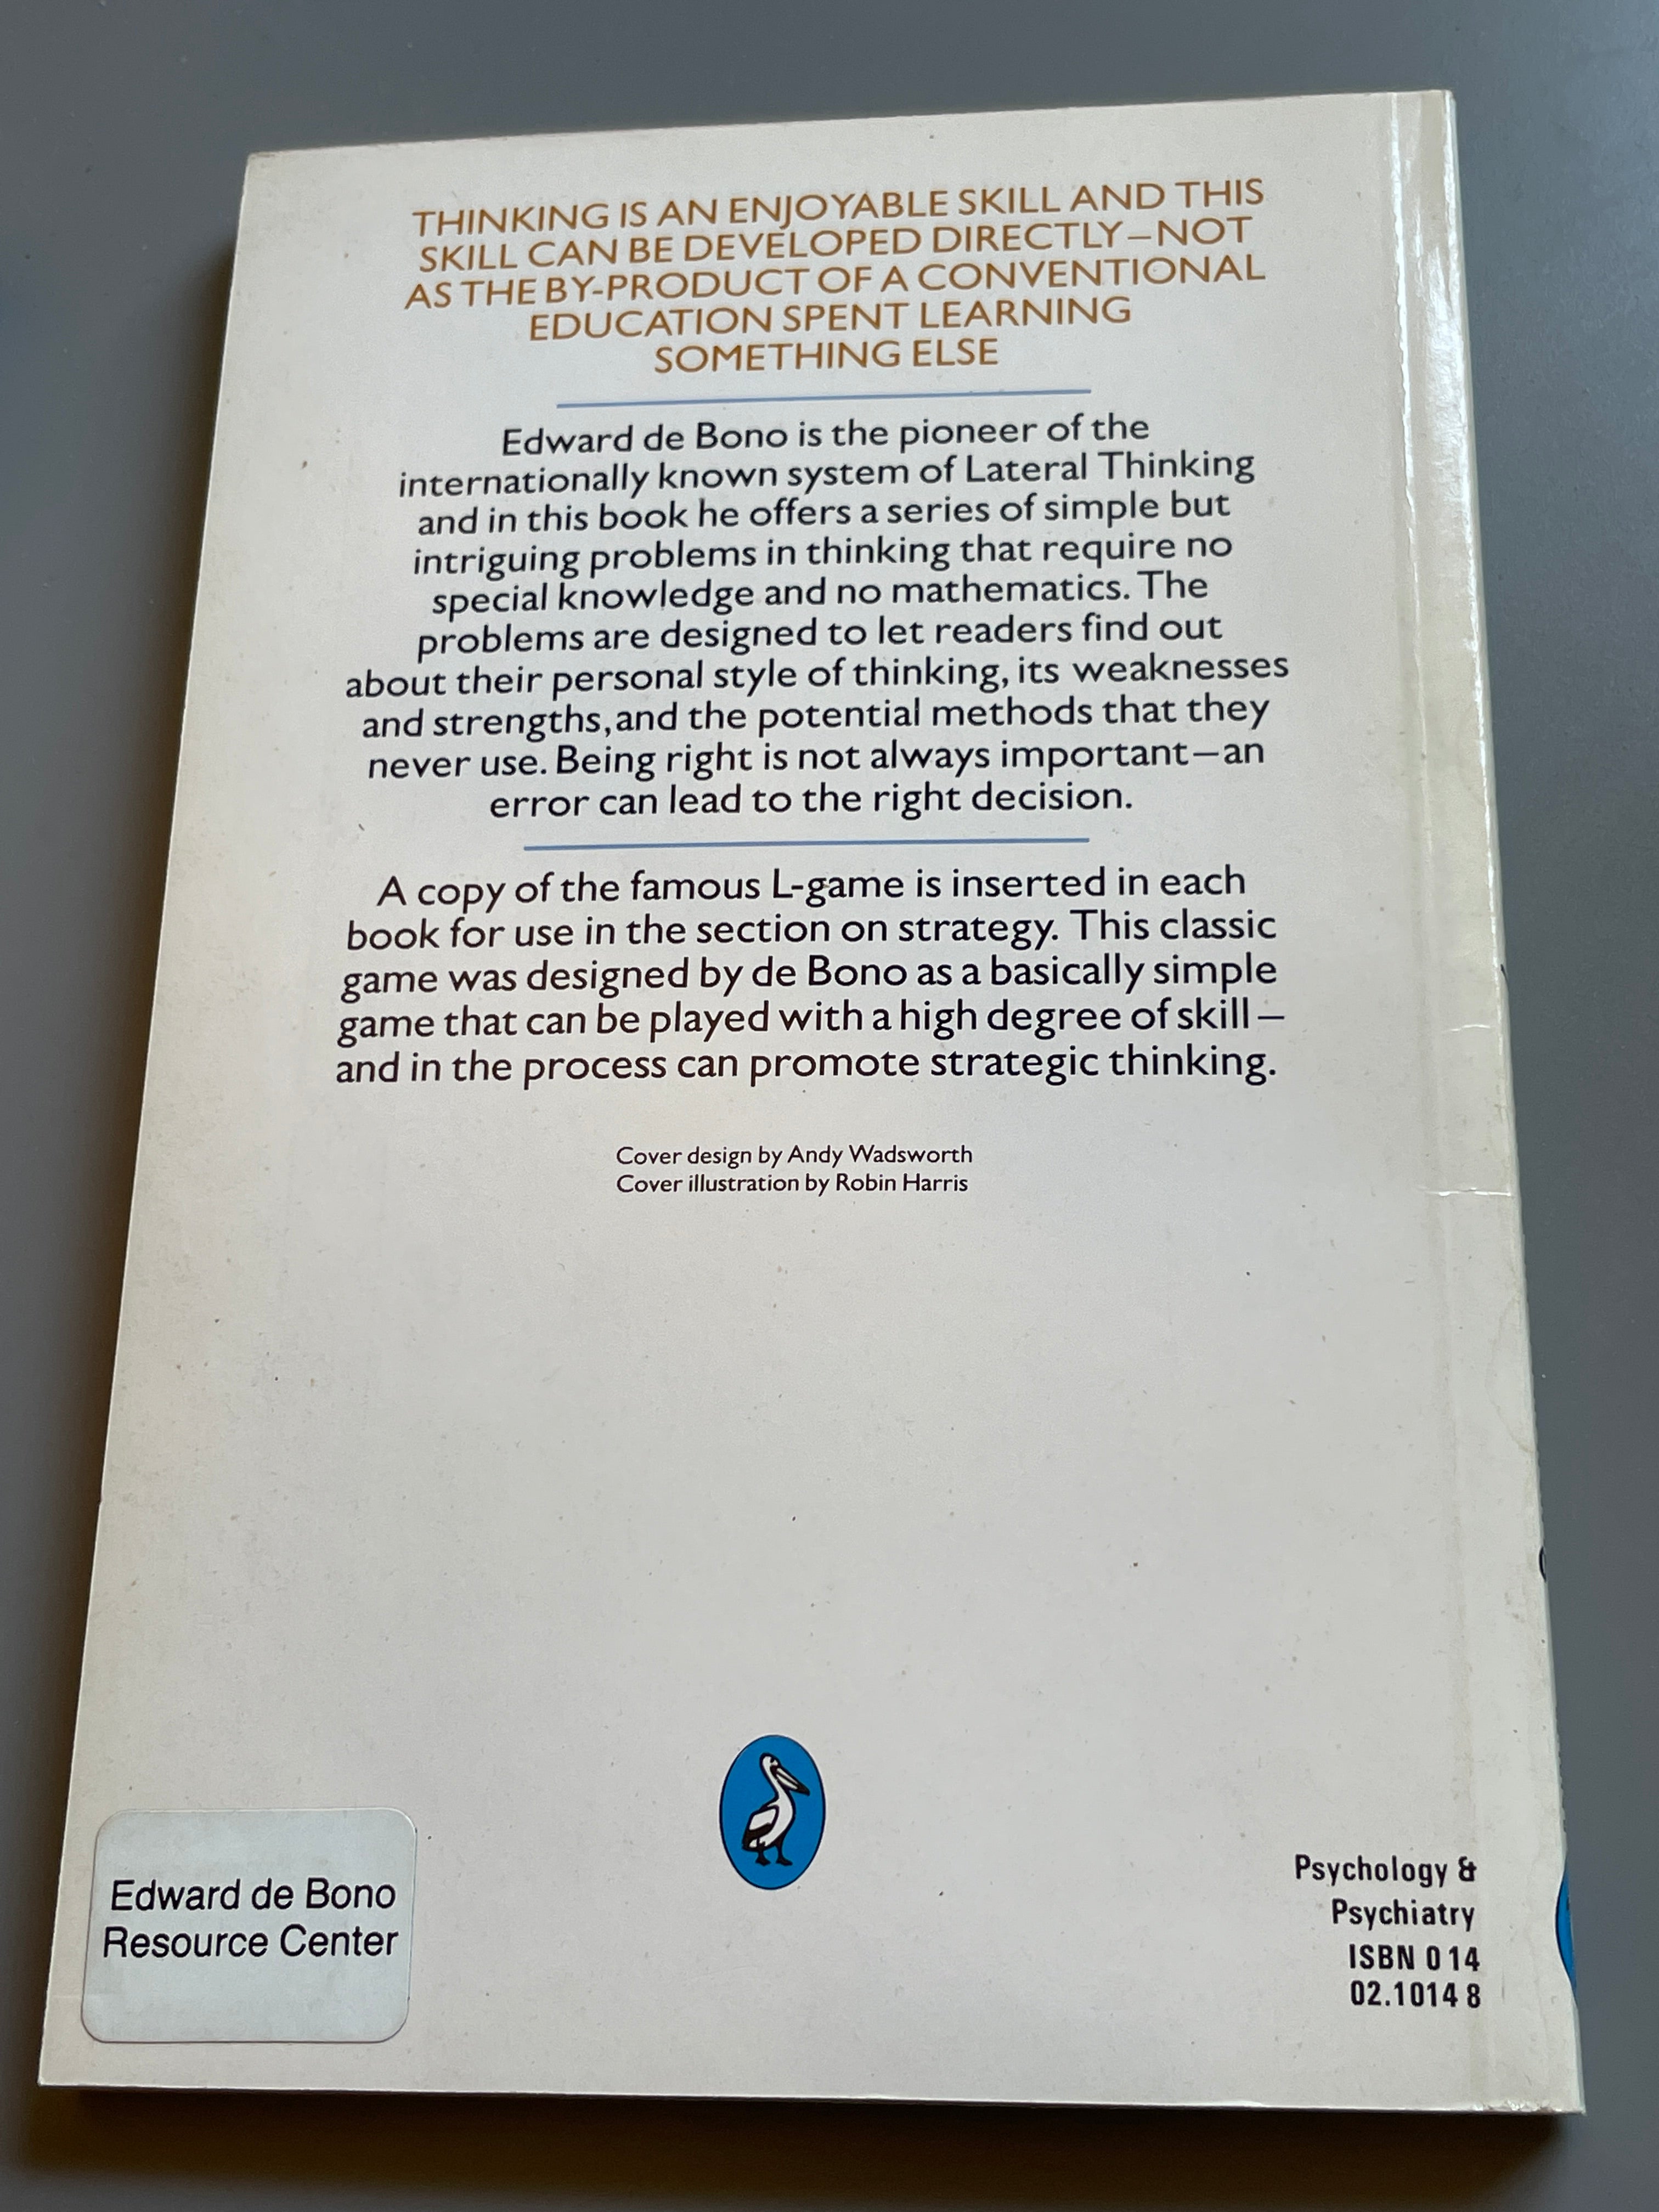 THINKING IS AN ENJOYABLE SKILL AND THIS
SKILL CAN BE DEVELOPED DIRECTLY–NOT
AS THE BY-PRODUCT OF A CONVENTIONAL
EDUCATION SPENT LEARNING
SOMETHING ELSE
Edward de Bono is the pioneer of the
internationally known system of Lateral Thinking
and in this book he offers a series of simple but
intriguing problems in thinking that require no
special knowledge and no mathematics. The
problems are designed to let readers find out
about their personal style of thinking, its weaknesses
and strengths,and the potential methods that they
never use. Being right is not always important–an
error can lead to the right decision.
A copy of the famous L-game is inserted in each
book for use in the section on strategy. This classic
game was designed by de Bono as a basically simple
game that can be played with a high degree of skill–
and in the process can promote strategic thinking.
Cover design by Andy Wadsworth
Cover illustration by Robin Harris
Edward de Bono
Resource Center
Psychology &
Psychiatry
ISBN 0 14
02.1014 8